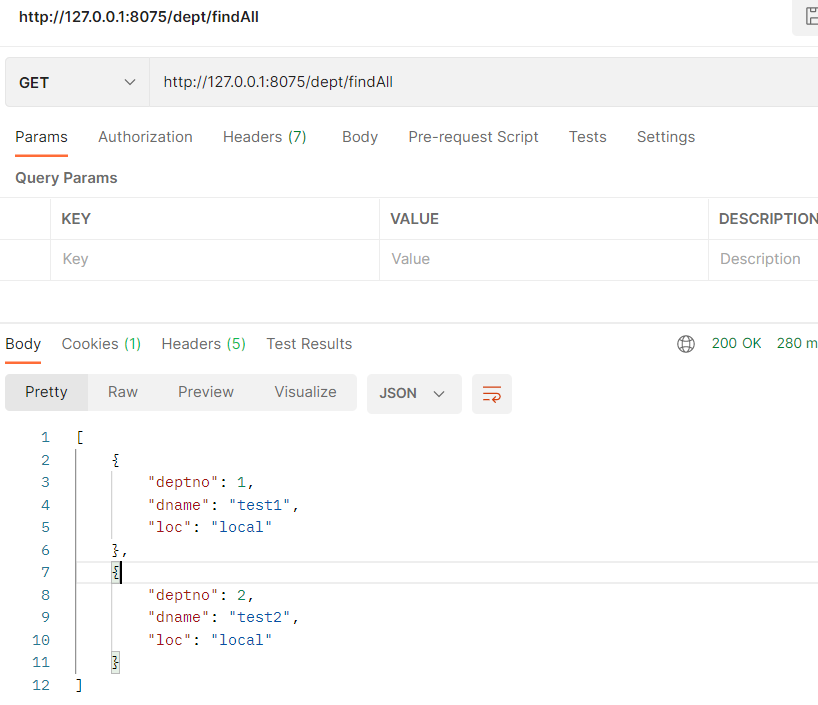 http://127.0.0.1:8075/dept/findAll
GET http://127.0.0.1:8075/dept/findAll
Params Authorization Headers (7) Body Pre-request Script Tests Settings
Query Params
KEY VALUE DESCRIPTION
Key Value Description
Body Cookies (1) Headers (5) Test Results 200 OK 280 m
Pretty Raw Preview Visualize JSON
1 [
2 {
3 "deptno": 1,
4 "dname": "test1",
5 "loc": "local"
6 },
7 {
8 "deptno": 2,
9 "dname": "test2",
10 "loc": "local"
11 }
12 ]